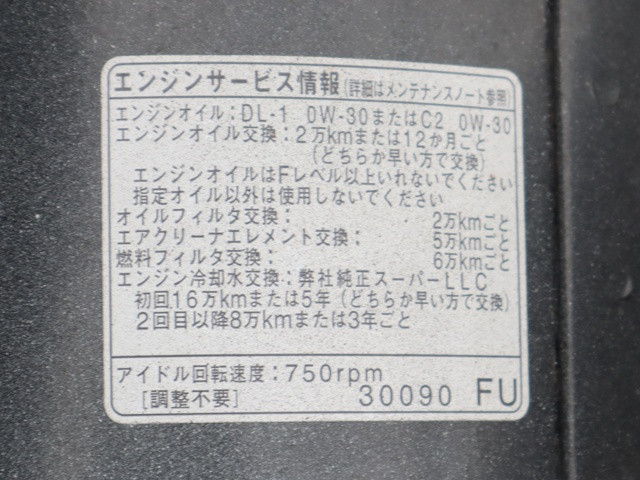 エンジンサービス情報(詳細はメンテナンスノート参照)
エンジンオイル:DL-1 0W-30またはC2 0W-30
エンジンオイル交換:2万kmまたは12か月ごと
(どちらか早い方で交換)
エンジンオイルはFレベル以上いれないでください
指定オイル以外は使用しないでください
オイルフィルタ交換: 2万kmごと
エアクリーナエレメント交換: 5万kmごと
燃料フィルタ交換: 6万kmごと
エンジン冷却水交換:弊社純正スーパーLLC
初回16万kmまたは5年(どちらか早い方で交換)
2回目以降8万kmまたは3年ごと
アイドル回転速度:750rpm
[調整不要] 30090 FU